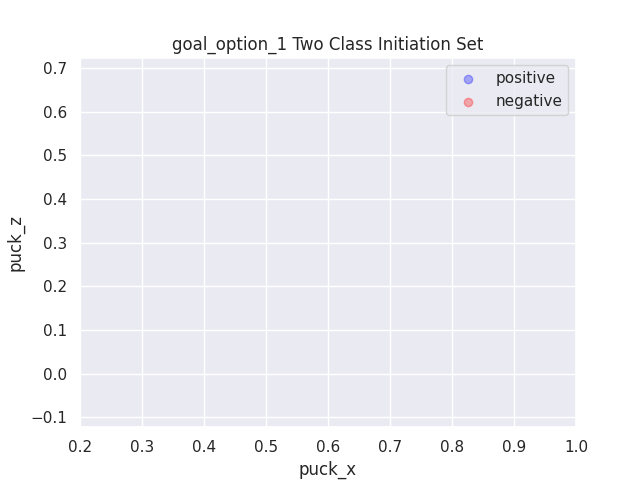 goal_option_1 Two Class Initiation Set
positive
negative
0.7
0.6
0.5
0.4
0.3
0.2
0.1
0.0
−0.1
puck_z
0.2 0.3 0.4 0.5 0.6 0.7 0.8 0.9 1.0
puck_x